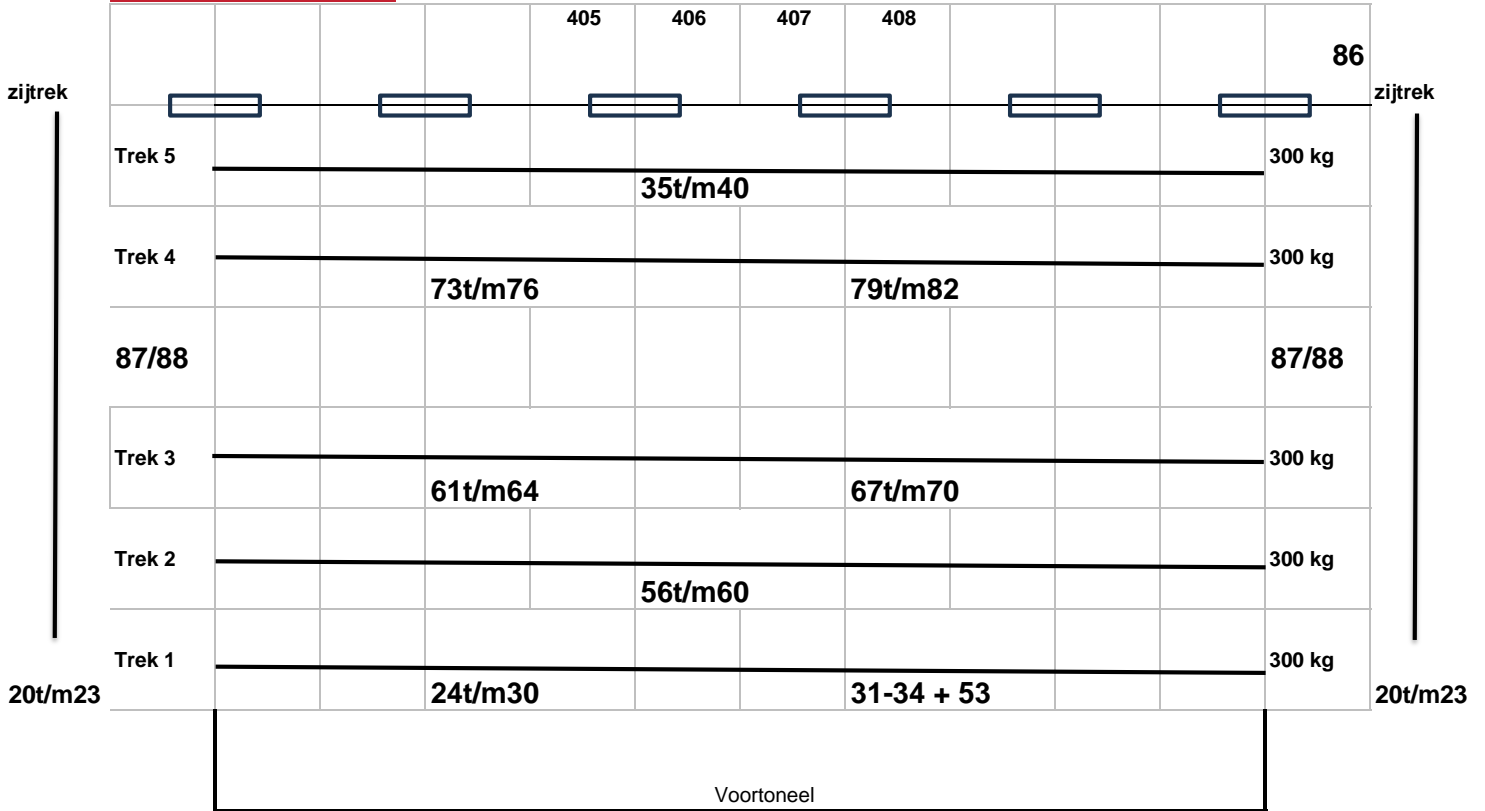 405 406 407 408
86
zijtrek zijtrek
Trek 5 300 kg
35t/m40
Trek 4 300 kg
73t/m76 79t/m82
87/88 87/88
Trek 3 300 kg
61t/m64 67t/m70
Trek 2 300 kg
56t/m60
Trek 1 300 kg
20t/m23 24t/m30 31-34 + 53 20t/m23
Voortoneel